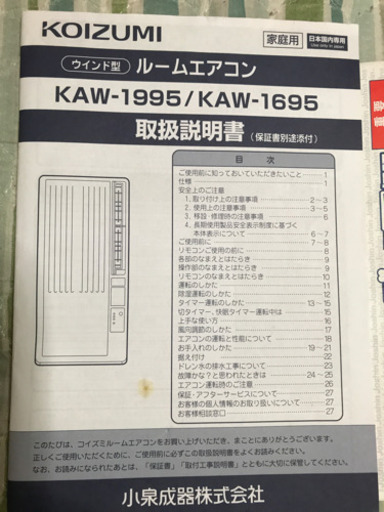 KOIZUMI
家庭用
日本国内専用
ウインド型 ルームエアコン
KAW-1995/KAW-1695
取扱説明書(保証書別途添付)
目次
ご使用前に知っておいていただきたいこと 1
仕様 1
安全上のご注意
1. 取り付け上の注意事項 2~3
2. 使用上の注意事項 3~5
3. 移設・修理時の注意事項 6
4. 長期使用製品安全表示制度に基づく
本体表示について 6~7
ご使用前に 7~8
リモコンご使用の前に 8
各部のなまえとはたらき 9
操作部のなまえとはたらき 9
リモコンのなまえとはたらき 10
運転のしかた 11
除湿運転のしかた 12
タイマー運転のしかた 13~15
切タイマー、快眠タイマー運転中は 15
上手な使い方 16
風向調節のしかた 17
エアコンの運転と性能について 18
お手入れのしかた 19~21
据え付け 22
ドレン水の排水工事について 23
故障かな?と思われたときは 24~26
エアコン運転時のご注意 26
保証・アフターサービスについて 27
お客様の個人情報のお取り扱いについて 27
お客様相談窓口 27
このたびは、コイズミルームエアコンをお買い上げいただき、まことにありがとうございます。
正しくご使用いただくために、ご使用前に必ずこの取扱説明書をよくお読みください。
なお、お読みになられたあとは、「保証書」「取付工事説明書」とともに大切に保管してください。
小泉成器株式会社